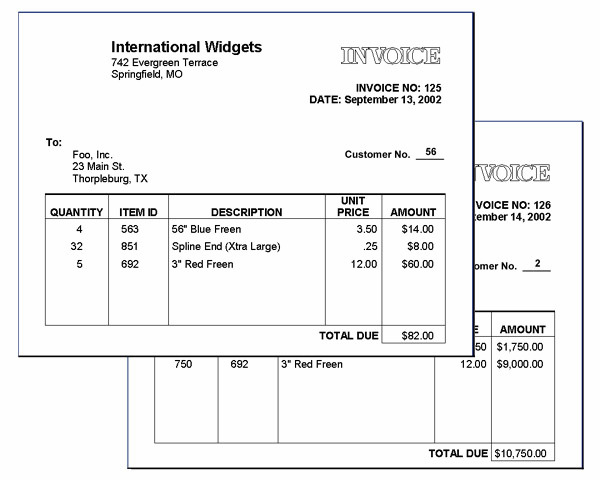 International Widgets
742 Evergreen Terrace
Springfield, MO
INVOICE
INVOICE NO: 125
DATE: September 13, 2002
To:
Foo, Inc.
23 Main St.
Thorpleburg, TX
Customer No. 56
QUANTITY ITEM ID DESCRIPTION UNIT PRICE AMOUNT
4 563 56" Blue Freen 3.50 $14.00
32 851 Spline End (Xtra Large) .25 $8.00
5 692 3" Red Freen 12.00 $60.00
TOTAL DUE $82.00
VOICE
VOICE NO: 126
ember 14, 2002
omer No. 2
E AMOUNT
50 $1,750.00
750 692 3" Red Freen 12.00 $9,000.00
TOTAL DUE $10,750.00